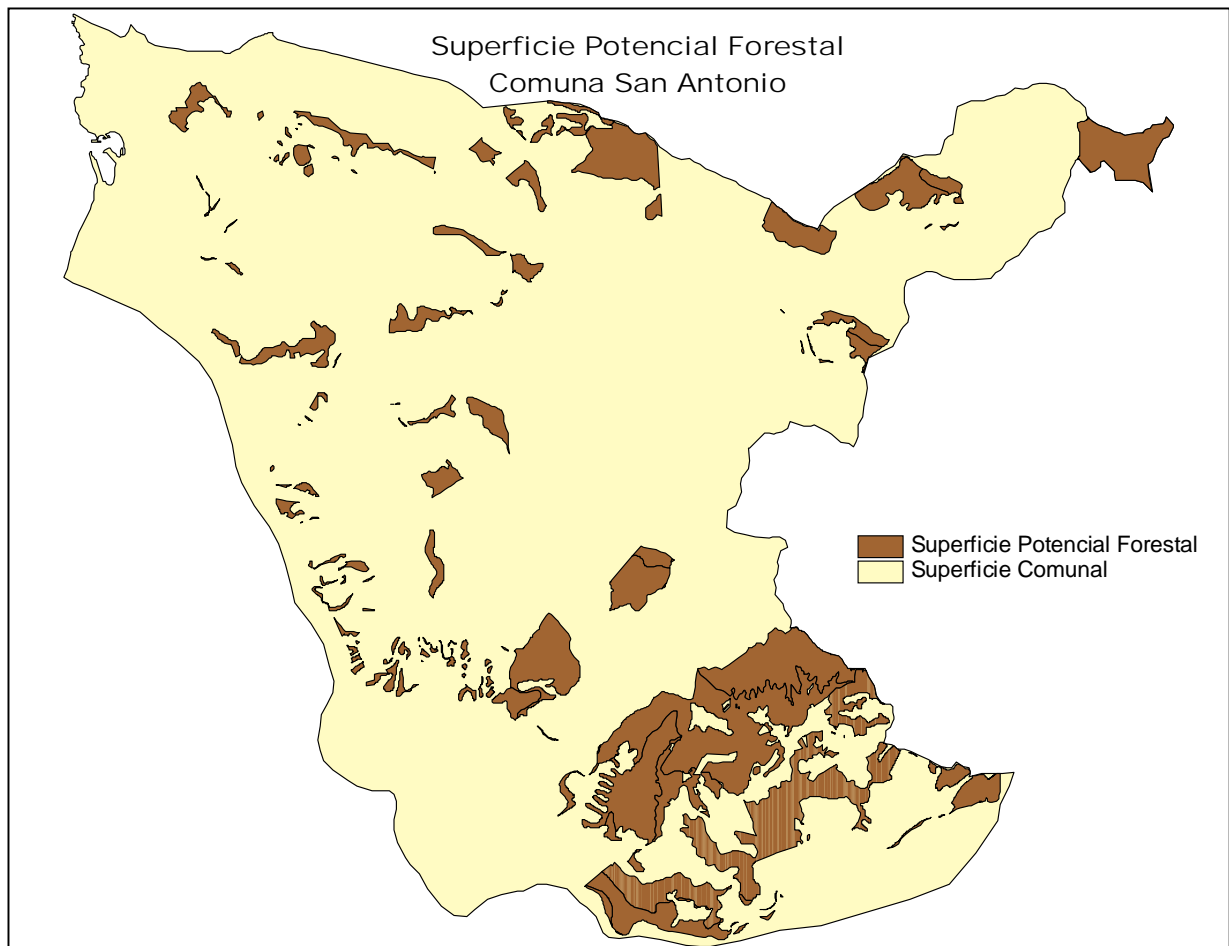 Superficie Potencial Forestal
Comuna San Antonio
Superficie Potencial Forestal
Superficie Comunal